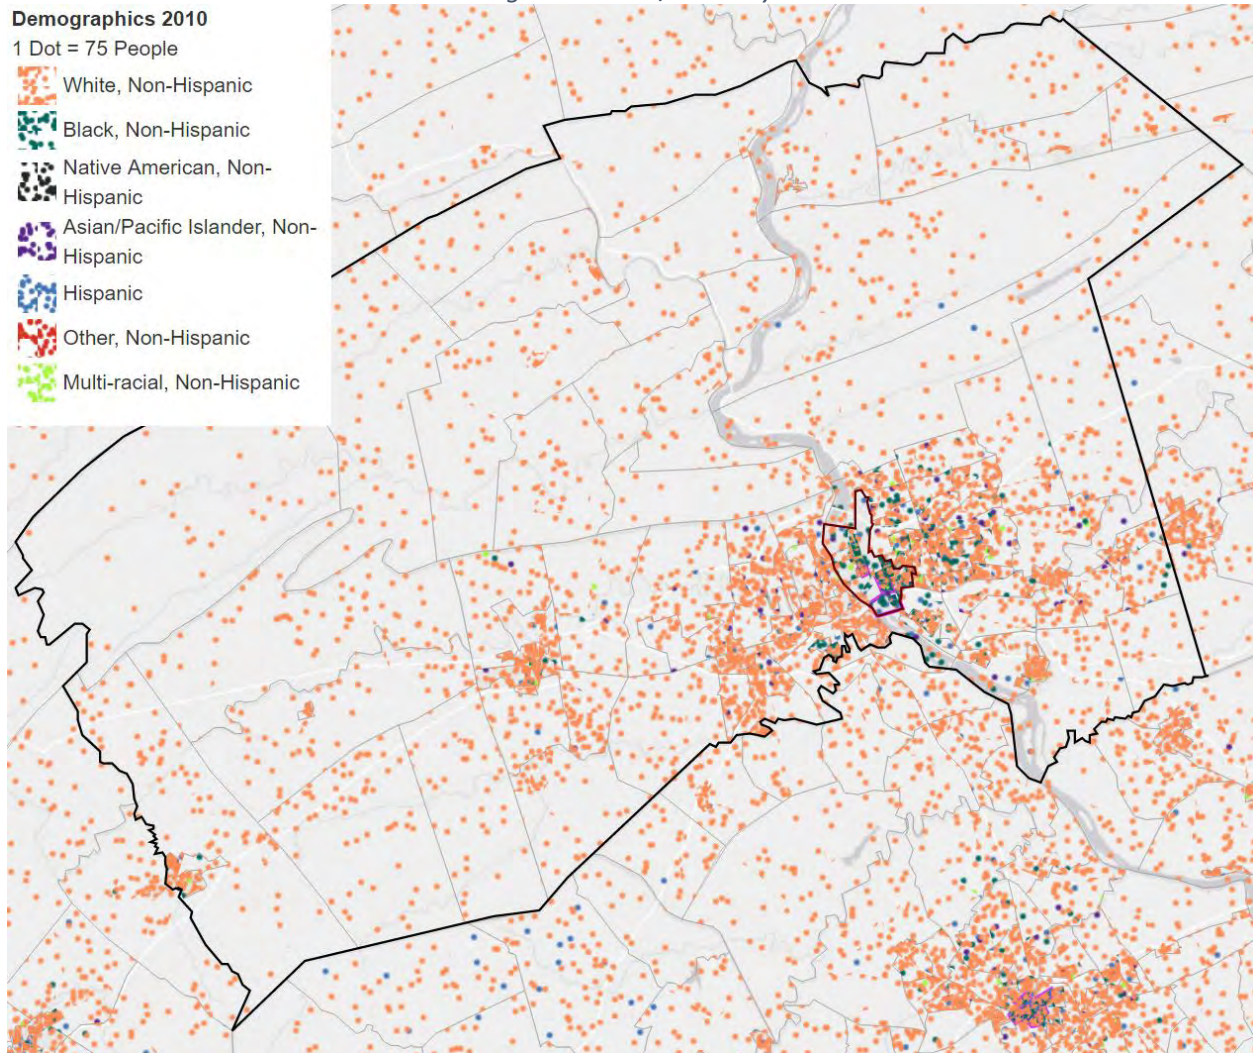 Demographics 2010
1 Dot = 75 People
White, Non-Hispanic
Black, Non-Hispanic
Native American, Non-
Hispanic
Asian/Pacific Islander, Non-
Hispanic
Hispanic
Other, Non-Hispanic
Multi-racial, Non-Hispanic